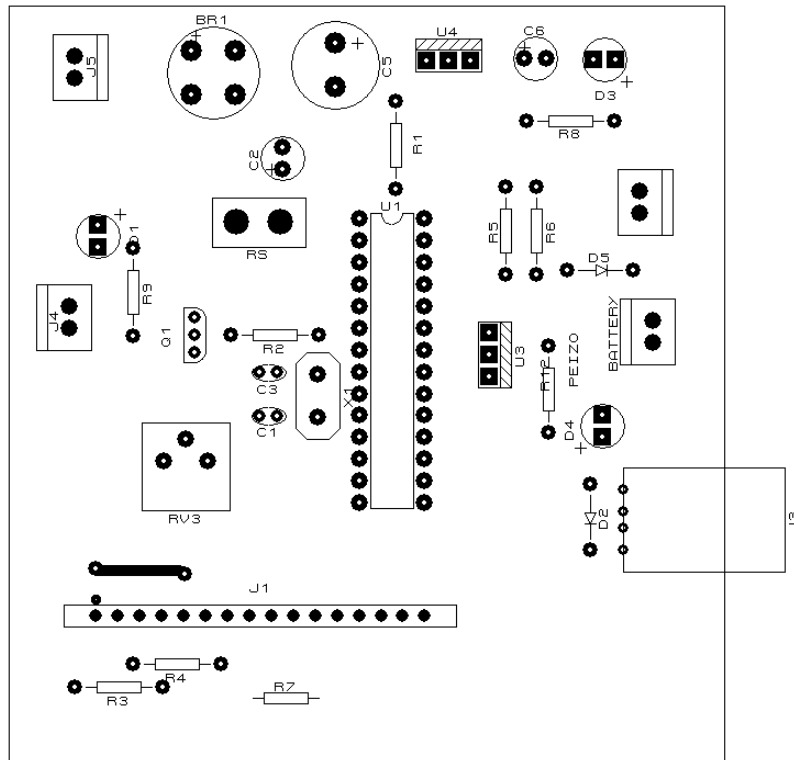 BR1
U4
C6
J5
C5
D3
R8
R1
C2
U1
RS
D1
R5
R6
D5
R9
J4
Q1
R2
U3
R12
PEIZO
BATTERY
C3
X1
C1
D4
RV3
D2
J2
J1
R4
R3
R7
+
+
+
+
+
+
+